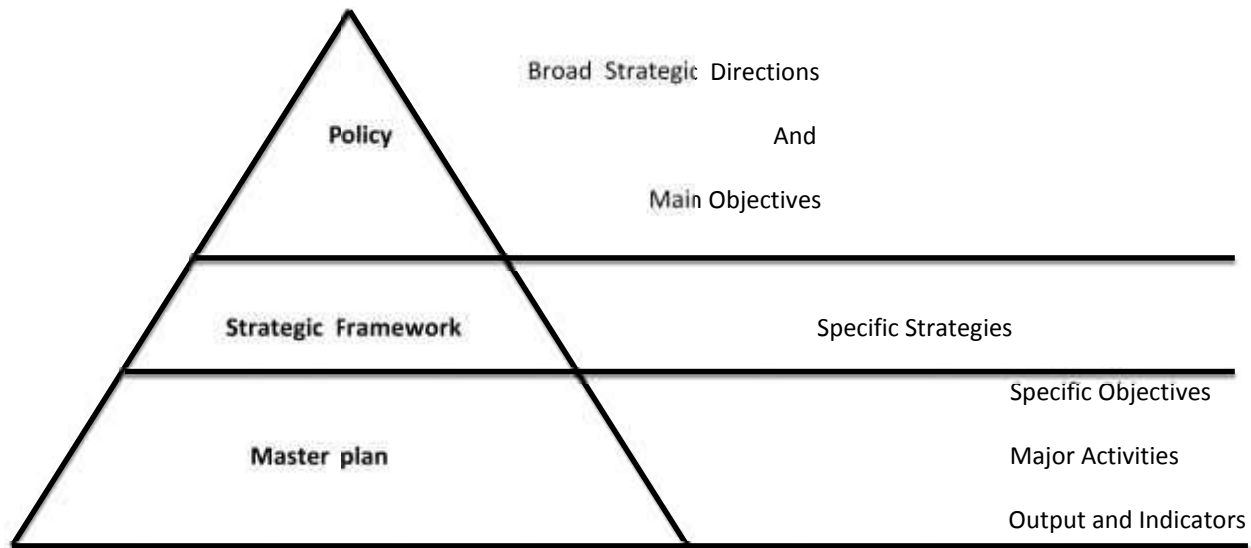 Broad Strategic Directions
Policy
And
Main Objectives
Strategic Framework
Specific Strategies
Specific Objectives
Master plan
Major Activities
Output and Indicators